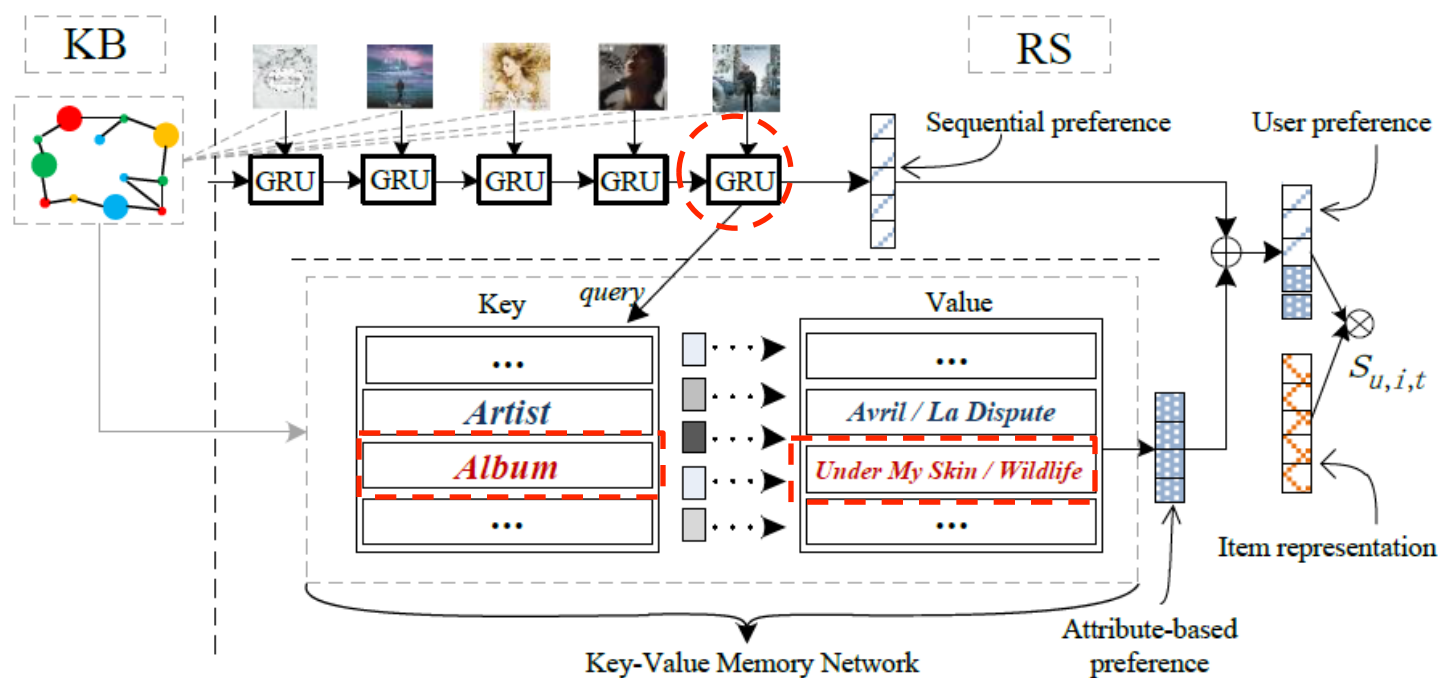 KB
RS
Sequential preference
User preference
GRU
GRU
GRU
GRU
GRU
query
Key
Value
...
...
Artist
Avril / La Dispute
Album
Under My Skin / Wildlife
...
...
S_{u,i,t}
Item representation
Attribute-based
preference
Key-Value Memory Network